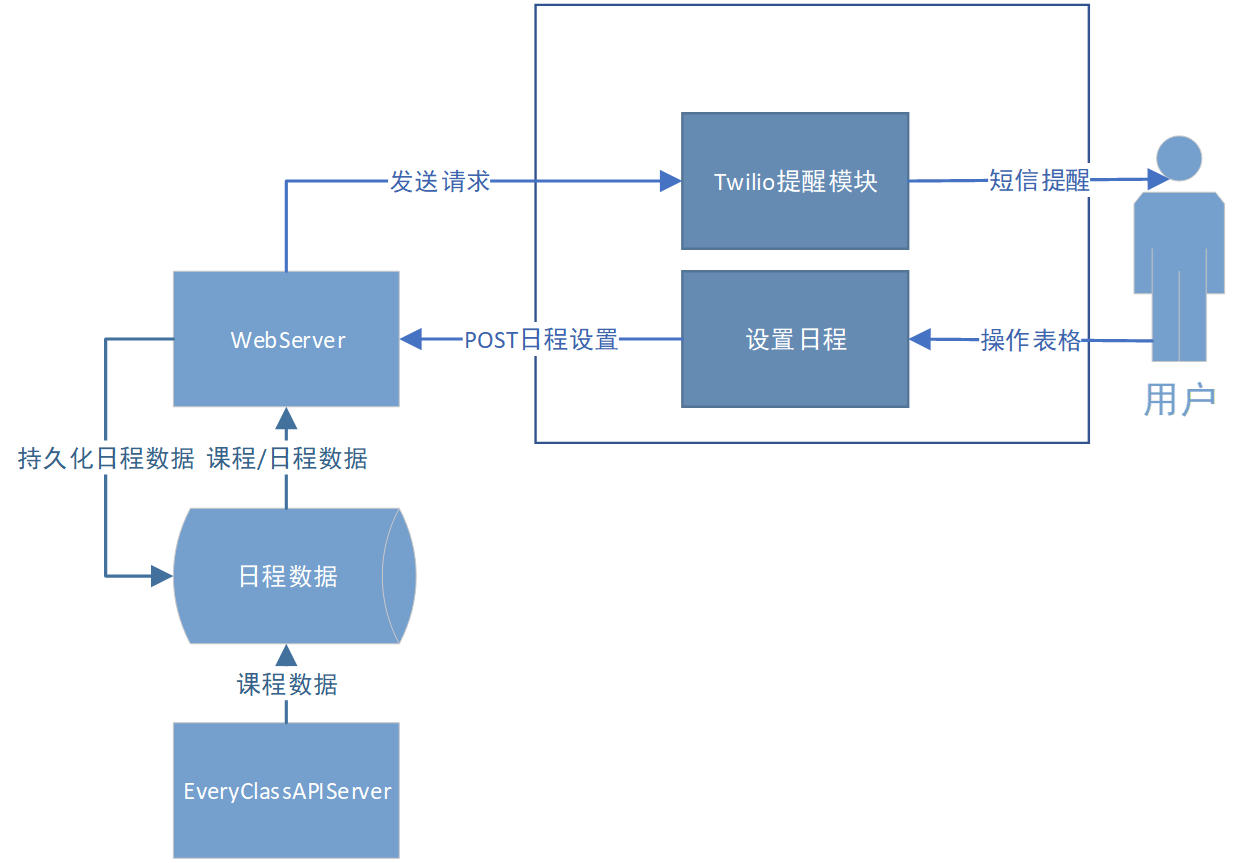 发送请求
Twilio提醒模块
短信提醒
WebServer
POST日程设置
设置日程
操作表格
用户
持久化日程数据
课程/日程数据
日程数据
课程数据
EveryClassAPIServer